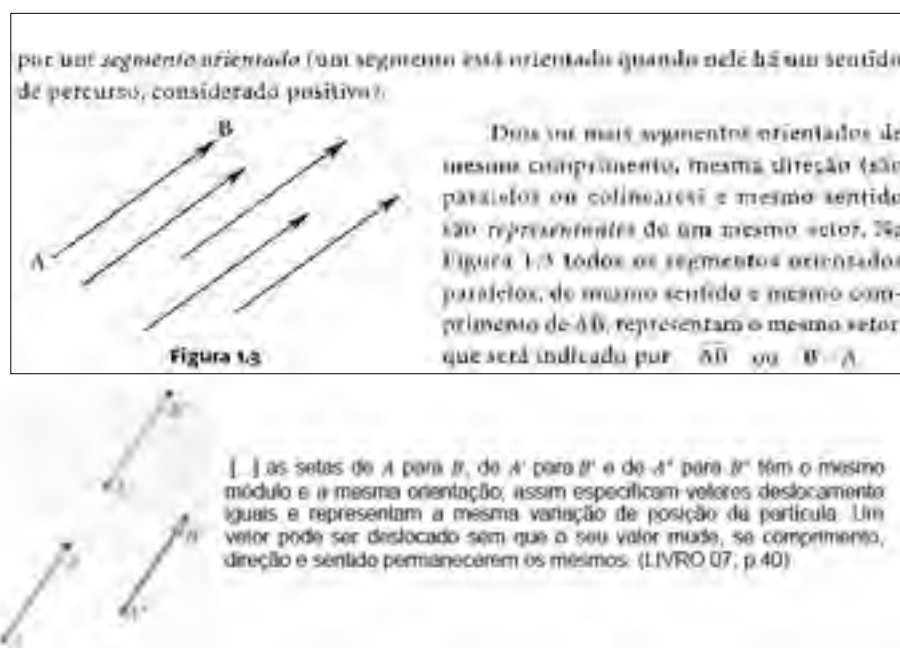 por um segmento orientado (um segmento está orientado quando nele há um sentido
de percurso, considerado positivo).
B
A
Figura 1.3
Dois ou mais segmentos orientados de
mesmo comprimento, mesma direção (são
paralelos ou colineares) e mesmo sentido
são representantes de um mesmo vetor. Na
Figura 1.3 todos os segmentos orientados
paralelos, de mesmo sentido e mesmo com-
primento de AB, representam o mesmo vetor,
que será indicado por AB ou B - A
[...] as setas de A para B, de A' para B' e de A" para B" têm o mesmo
módulo e a mesma orientação; assim especificam vetores deslocamento
iguais e representam a mesma variação de posição da partícula. Um
vetor pode ser deslocado sem que o seu valor mude, se comprimento,
direção e sentido permanecerem os mesmos. (LIVRO 07, p.40)